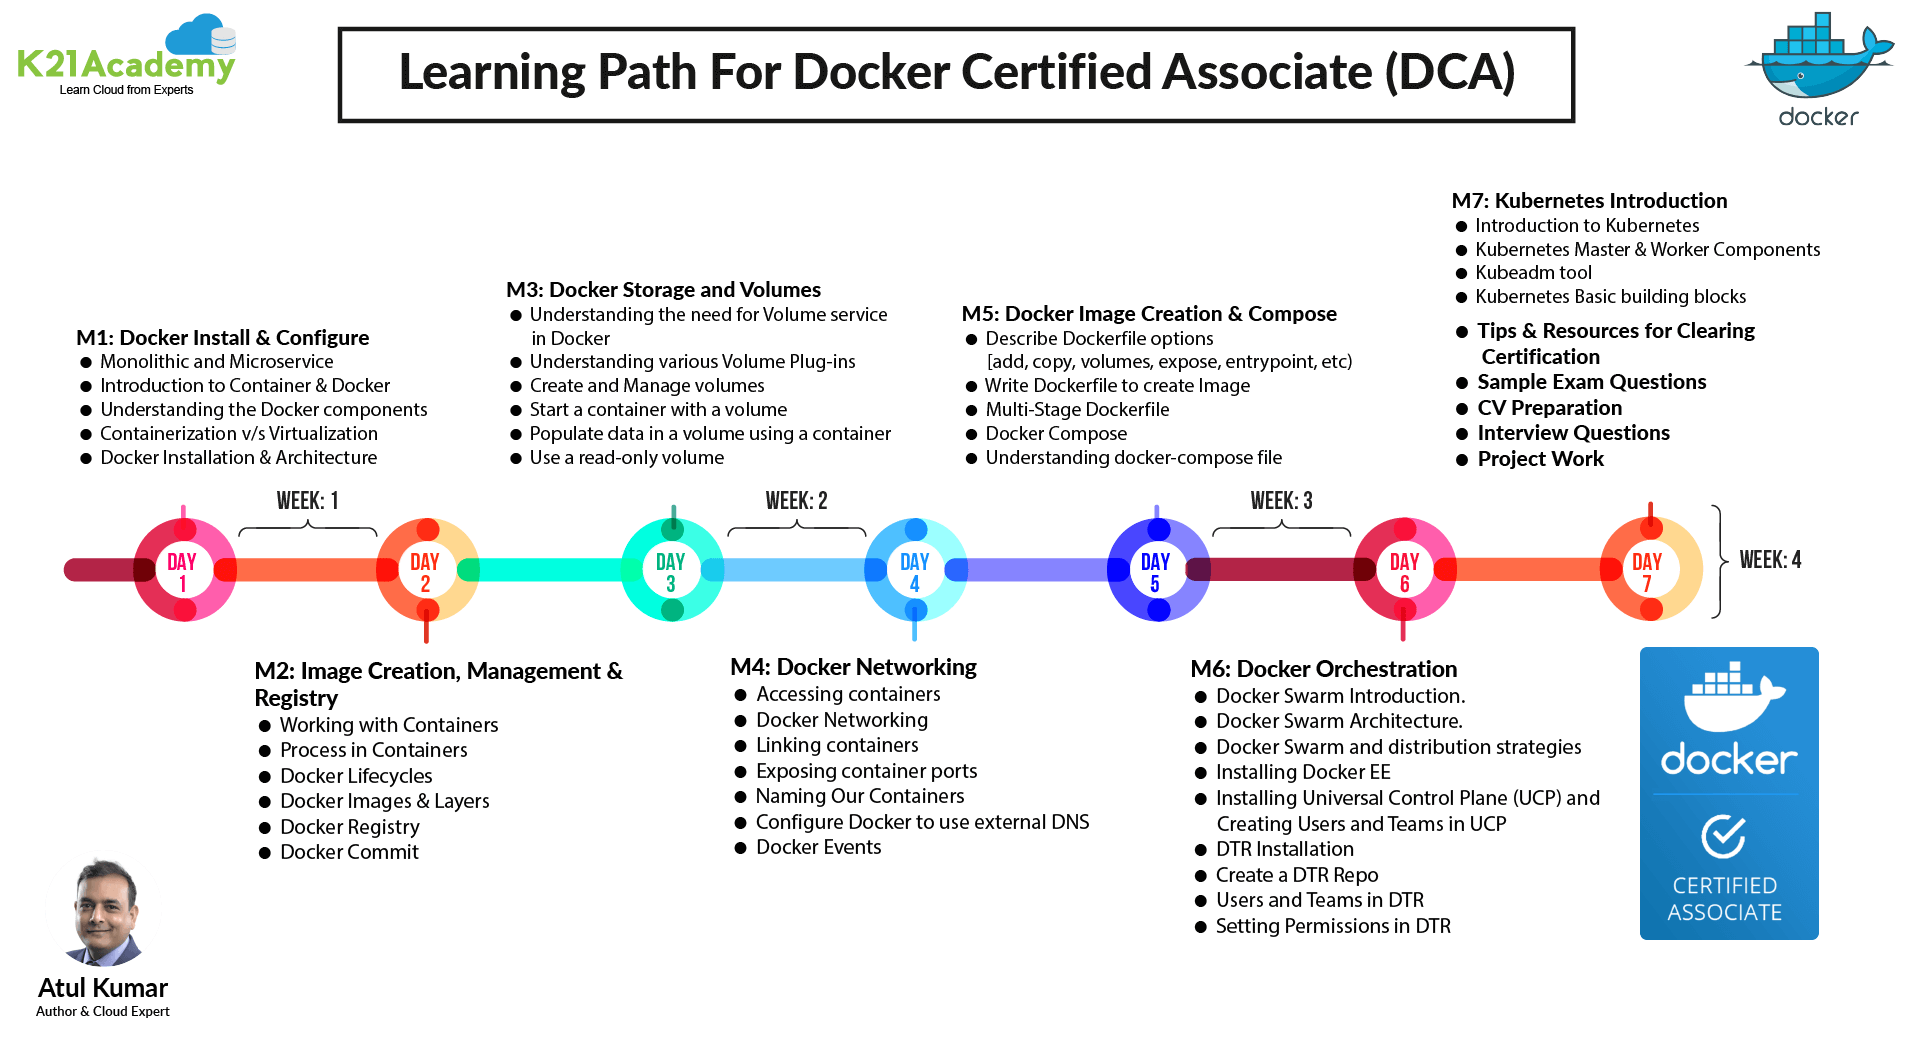 K21Academy
Learn Cloud from Experts
Learning Path For Docker Certified Associate (DCA)
docker
M1: Docker Install & Configure
Monolithic and Microservice
Introduction to Container & Docker
Understanding the Docker components
Containerization v/s Virtualization
Docker Installation & Architecture
M3: Docker Storage and Volumes
Understanding the need for Volume service
in Docker
Understanding various Volume Plug-ins
Create and Manage volumes
Start a container with a volume
Populate data in a volume using a container
Use a read-only volume
M5: Docker Image Creation & Compose
Describe Dockerfile options
[add, copy, volumes, expose, entrypoint, etc)
Write Dockerfile to create Image
Multi-Stage Dockerfile
Docker Compose
Understanding docker-compose file
M7: Kubernetes Introduction
Introduction to Kubernetes
Kubernetes Master & Worker Components
Kubeadm tool
Kubernetes Basic building blocks
Tips & Resources for Clearing
Certification
Sample Exam Questions
CV Preparation
Interview Questions
Project Work
WEEK: 1
WEEK: 2
WEEK: 3
WEEK: 4
DAY
1
DAY
2
DAY
3
DAY
4
DAY
5
DAY
6
DAY
7
M2: Image Creation, Management &
Registry
Working with Containers
Process in Containers
Docker Lifecycles
Docker Images & Layers
Docker Registry
Docker Commit
M4: Docker Networking
Accessing containers
Docker Networking
Linking containers
Exposing container ports
Naming Our Containers
Configure Docker to use external DNS
Docker Events
M6: Docker Orchestration
Docker Swarm Introduction.
Docker Swarm Architecture.
Docker Swarm and distribution strategies
Installing Docker EE
Installing Universal Control Plane (UCP) and
Creating Users and Teams in UCP
DTR Installation
Create a DTR Repo
Users and Teams in DTR
Setting Permissions in DTR
docker
CERTIFIED
ASSOCIATE
Atul Kumar
Author & Cloud Expert